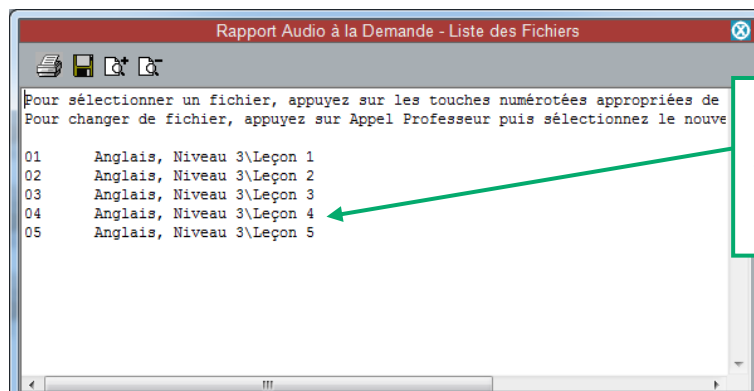 Rapport Audio à la Demande - Liste des Fichiers
Pour sélectionner un fichier, appuyez sur les touches numérotées appropriées de
Pour changer de fichier, appuyez sur Appel Professeur puis sélectionnez le nouve
01 Anglais, Niveau 3\Leçon 1
02 Anglais, Niveau 3\Leçon 2
03 Anglais, Niveau 3\Leçon 3
04 Anglais, Niveau 3\Leçon 4
05 Anglais, Niveau 3\Leçon 5